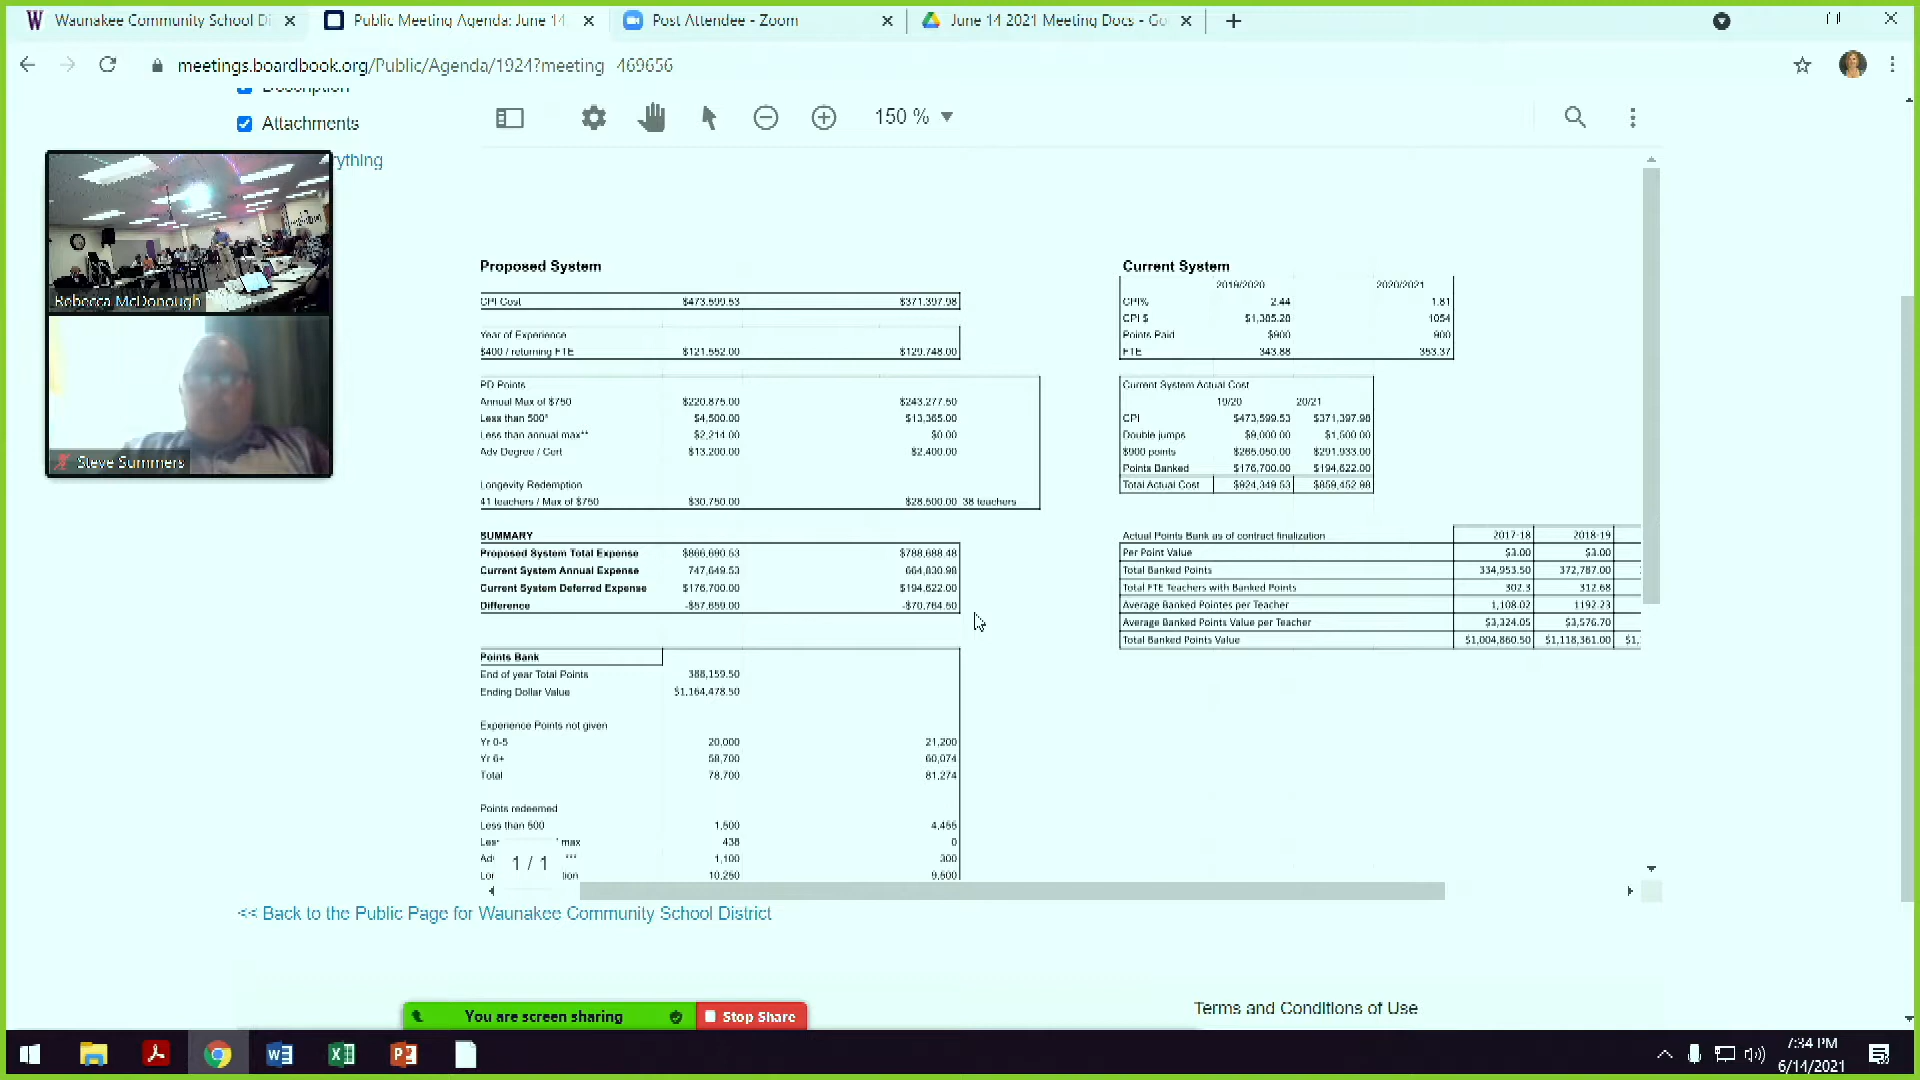 Waunakee Community School Di
Public Meeting Agenda: June 14
Post Attendee - Zoom
June 14 2021 Meeting Docs - Go
meetings.boardbook.org/Public/Agenda/1924?meeting 469656
Description
Attachments
150 %
rything
Rebecca McDonough
Steve Summers
Proposed System
CPI Cost $473,599.53 $371,397.98
Year of Experience
$400 / returning FTE $121,552.00 $129,748.00
PD Points
Annual Max of $750 $220,875.00 $243,277.50
Less than 500* $4,500.00 $13,365.00
Less than annual max** $2,214.00 $0.00
Adv Degree / Cert $13,200.00 $2,400.00
Longevity Redemption
41 teachers / Max of $750 $30,750.00 $28,500.00 38 teachers
SUMMARY
Proposed System Total Expense $866,690.53 $788,688.48
Current System Annual Expense 747,649.53 664,830.98
Current System Deferred Expense $176,700.00 $194,622.00
Difference -$57,659.00 -$70,764.50
Points Bank
End of year Total Points 388,159.50
Ending Dollar Value $1,164,478.50
Experience Points not given
Yr 0-5 20,000 21,200
Yr 6+ 58,700 60,074
Total 78,700 81,274
Points redeemed
Less than 500 1,500 4,455
Les max 438 0
Ad *** 1,100 300
Lon tion 10,250 9,500
1 / 1
Current System
2019/2020 2020/2021
CPI% 2.44 1.81
CPI $ $1,385.20 1054
Points Paid $900 900
FTE 343.88 353.37
Current System Actual Cost
19/20 20/21
CPI $473,599.53 $371,397.98
Double jumps $9,000.00 $1,500.00
$900 points $265,050.00 $291,933.00
Points Banked $176,700.00 $194,622.00
Total Actual Cost $924,349.53 $859,452.98
Actual Points Bank as of contract finalization 2017-18 2018-19
Per Point Value $3.00 $3.00
Total Banked Points 334,953.50 372,787.00
Total FTE Teachers with Banked Points 302.3 312.68
Average Banked Pointes per Teacher 1,108.02 1192.23
Average Banked Points Value per Teacher $3,324.05 $3,576.70
Total Banked Points Value $1,004,860.50 $1,118,361.00 $1,
<< Back to the Public Page for Waunakee Community School District
Terms and Conditions of Use
You are screen sharing
Stop Share
7:34 PM
6/14/2021